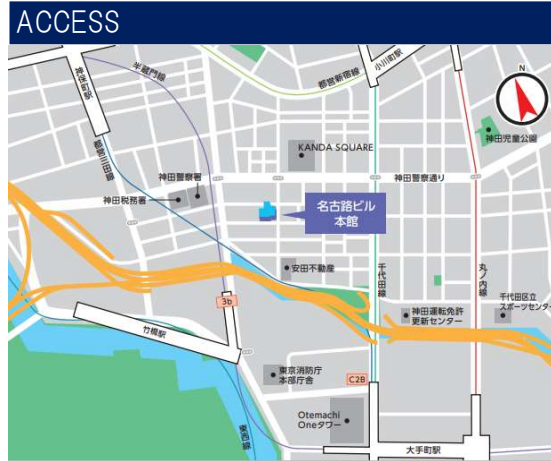 ACCESS
神保町駅
半蔵門線
都営新宿線
小川町駅
N
都営三田線
神田児童公園
KANDA SQUARE
神田警察署
神田警察通り
神田税務署
名古路ビル
本館
安田不動産
千代田線
丸ノ内線
千代田区立
スポーツセンター
3b
神田運転免許
更新センター
竹橋駅
東京消防庁
本部庁舎
C2B
Otemachi
Oneタワー
東西線
大手町駅